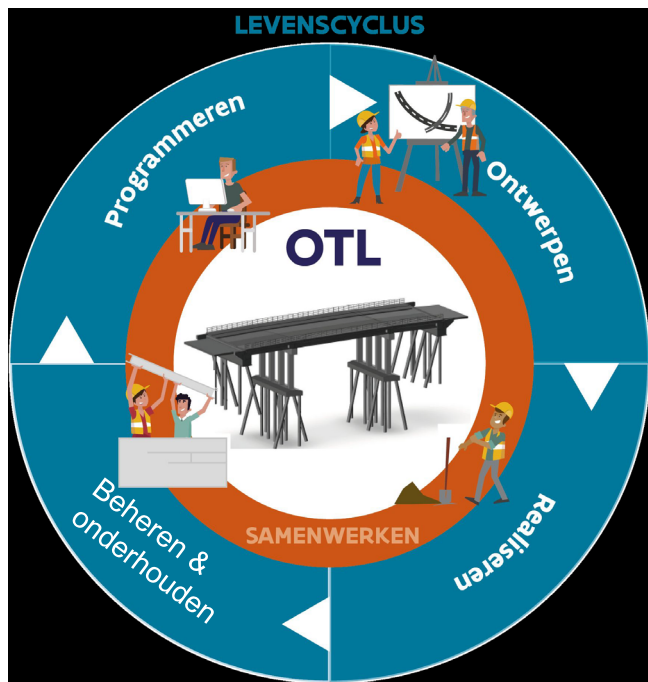 LEVENSCYCLUS
Programmeren
Ontwerpen
OTL
SAMENWERKEN
Realiseren
Beheren &
onderhouden